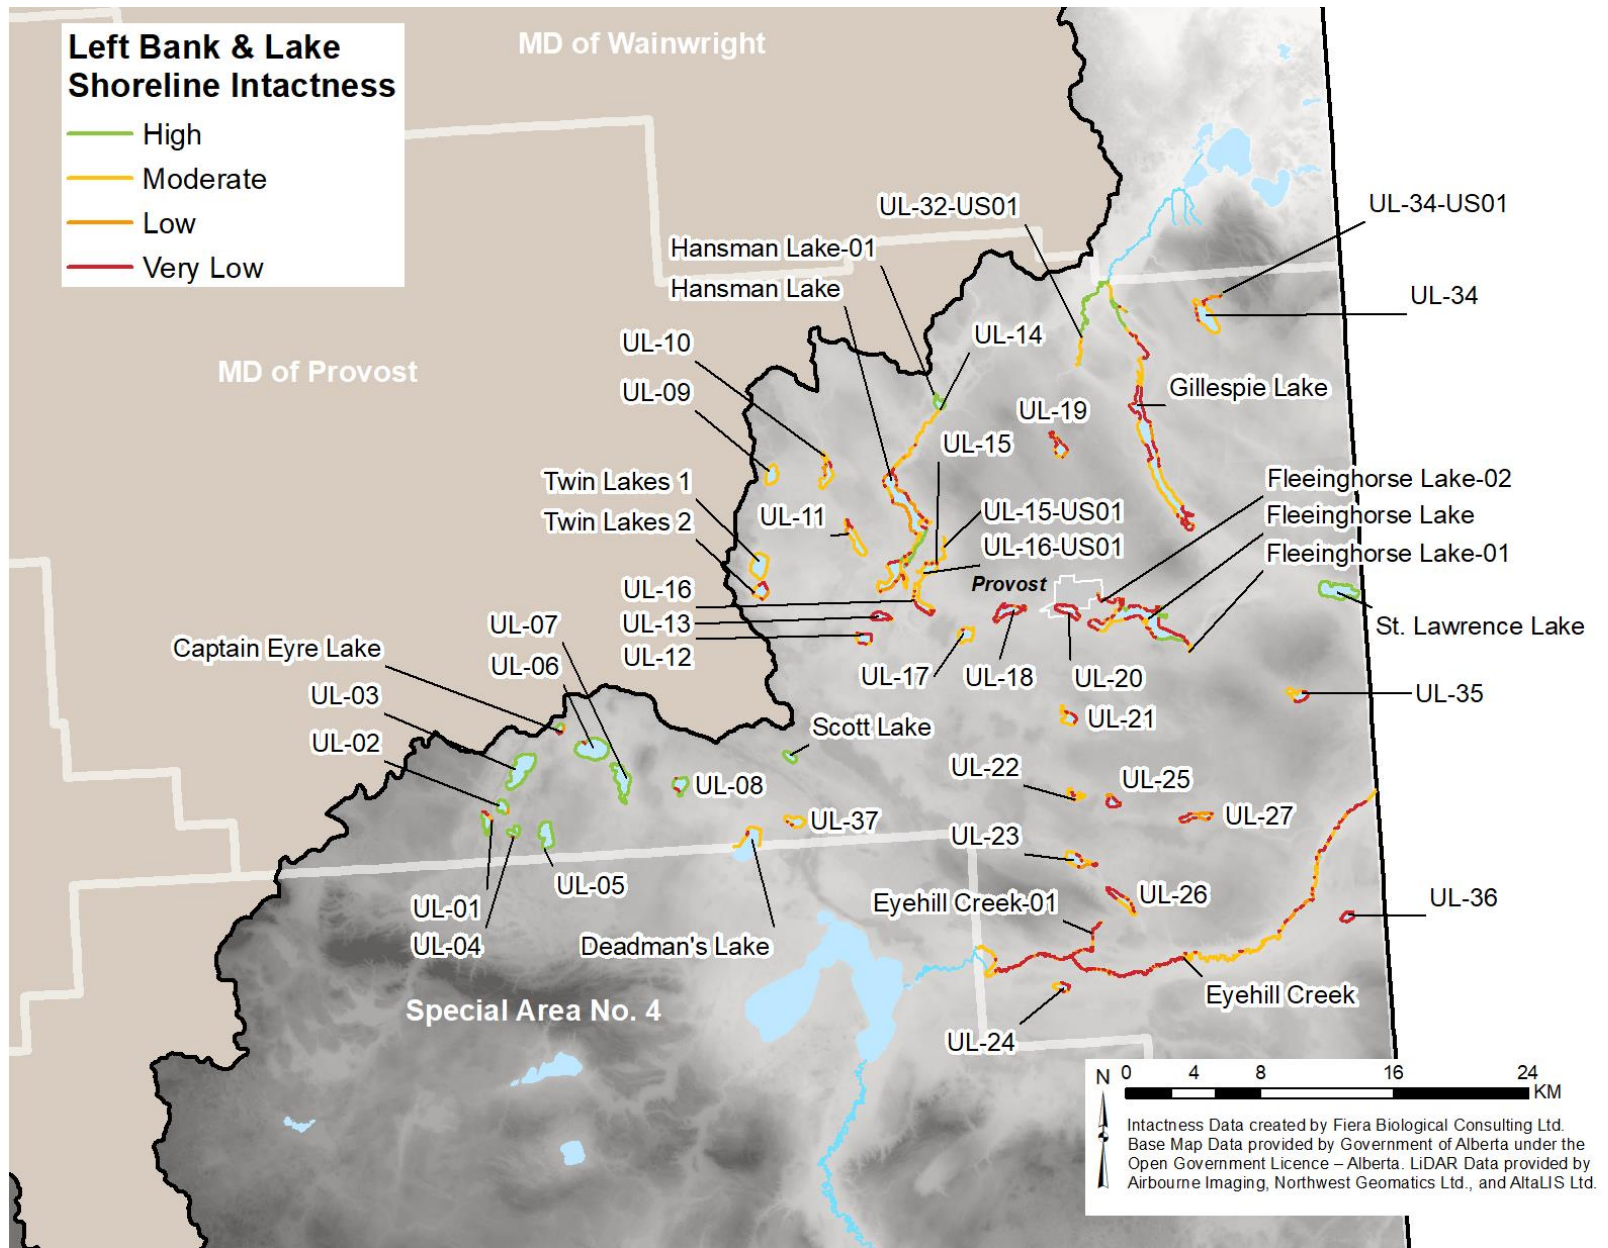 Left Bank & Lake
Shoreline Intactness
High
Moderate
Low
Very Low
MD of Wainwright
MD of Provost
UL-32-US01
UL-34-US01
Hansman Lake-01
Hansman Lake
UL-34
UL-14
UL-10
UL-09
Gillespie Lake
UL-19
UL-15
Twin Lakes 1
Twin Lakes 2
UL-11
UL-15-US01
UL-16-US01
Fleeinghorse Lake-02
Fleeinghorse Lake
Fleeinghorse Lake-01
Provost
UL-16
UL-13
UL-12
St. Lawrence Lake
UL-07
UL-06
Captain Eyre Lake
UL-03
UL-02
UL-17
UL-18
UL-20
UL-35
UL-21
Scott Lake
UL-08
UL-22
UL-25
UL-37
UL-27
UL-23
UL-05
UL-01
UL-04
UL-26
UL-36
Eyehill Creek-01
Deadman's Lake
Eyehill Creek
Special Area No. 4
UL-24
N
0 4 8 16 24
KM
Intactness Data created by Fiera Biological Consulting Ltd.
Base Map Data provided by Government of Alberta under the
Open Government Licence – Alberta. LiDAR Data provided by
Airbourne Imaging, Northwest Geomatics Ltd., and AltaLIS Ltd.